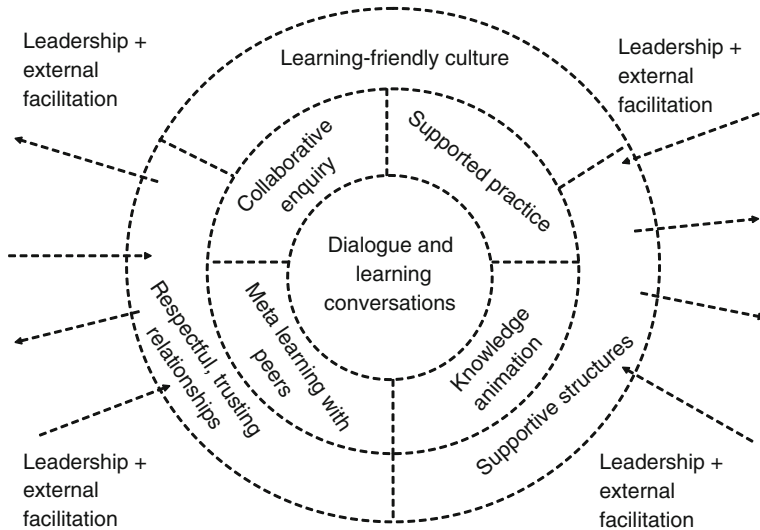 Leadership +
external
facilitation
Leadership +
external
facilitation
Learning-friendly culture
Collaborative
enquiry
Supported practice
Dialogue and
learning
conversations
Respectful, trusting
relationships
Meta learning with
peers
Knowledge
animation
Supportive structures
Leadership +
external
facilitation
Leadership +
external
facilitation